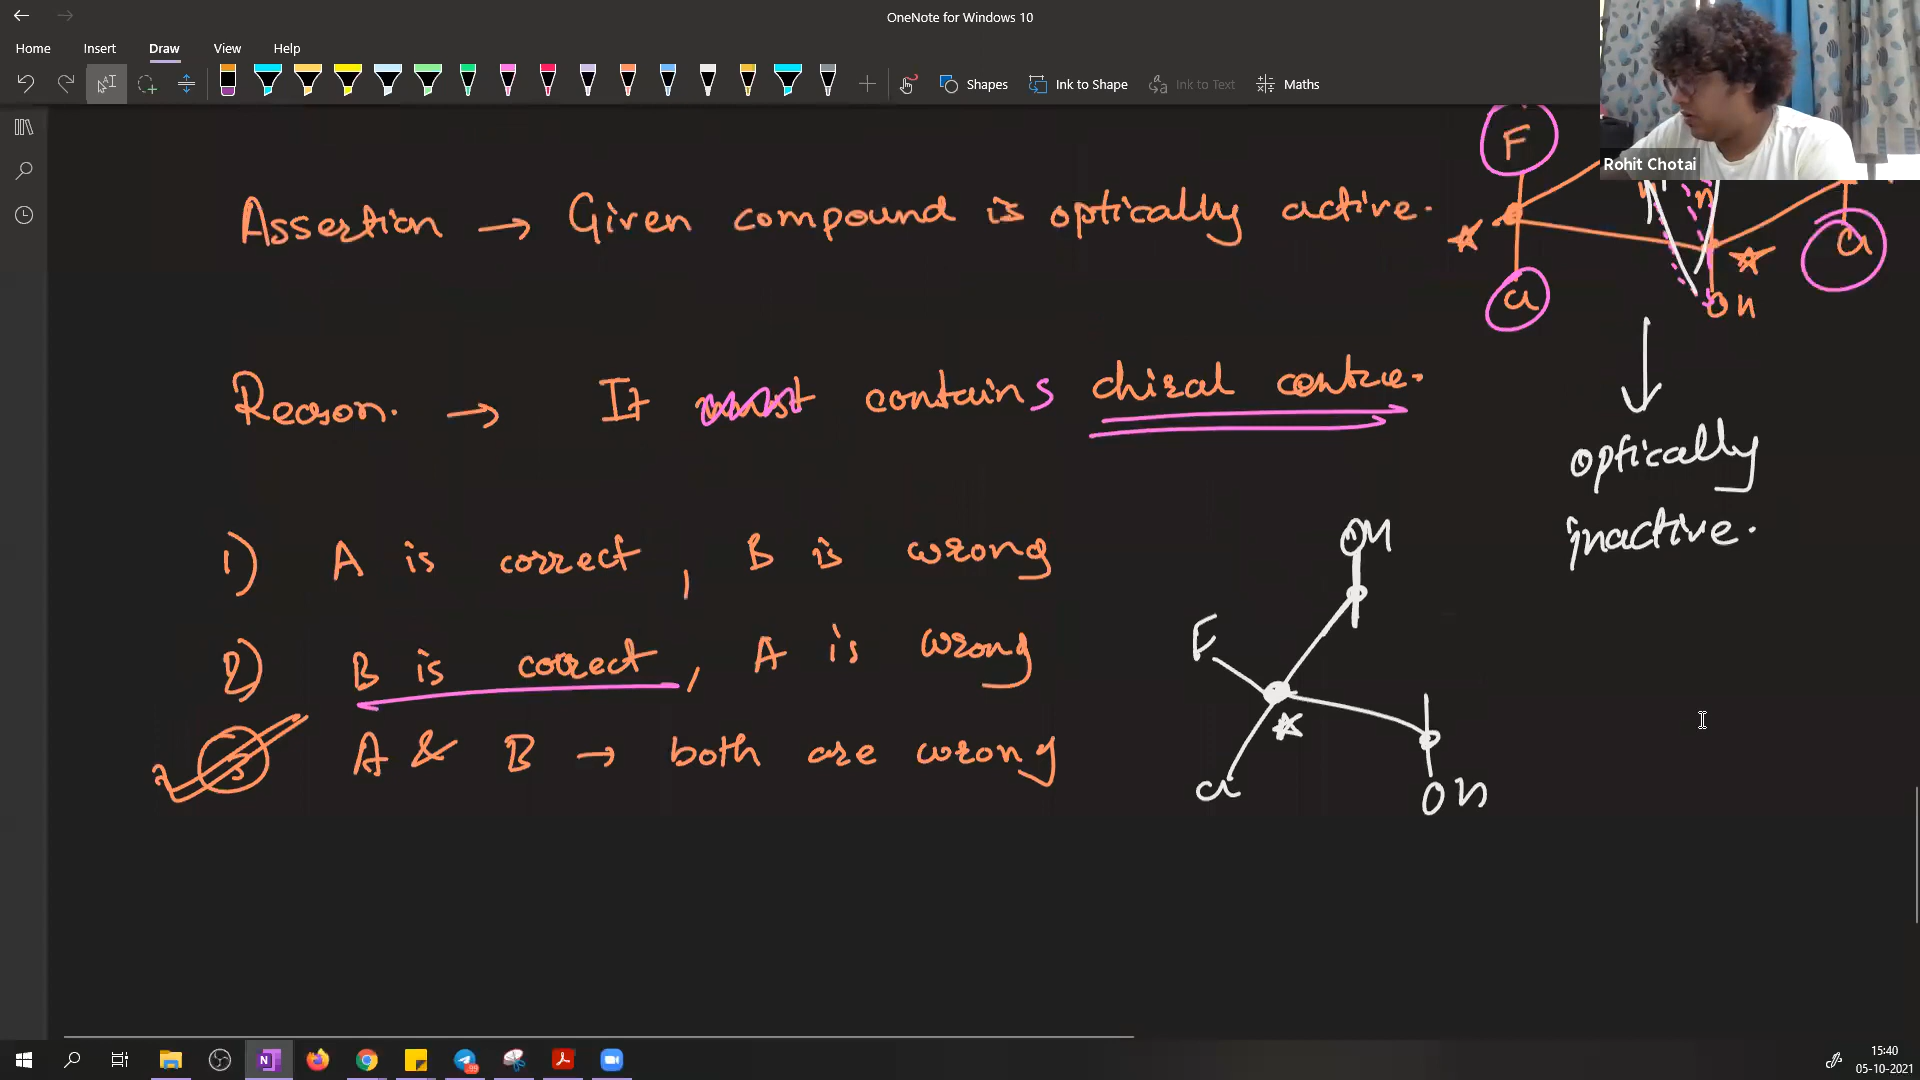 OneNote for Windows 10
Home Insert Draw View Help
Shapes Ink to Shape Ink to Text Maths
Rohit Chotai
F
Assertion → Given compound is optically active.
Cl
Cl
OH
Reason. → It must contains chiral centre.
optically
inactive.
OH
1) A is correct, B is wrong
F
2) B is correct, A is wrong
3 A & B → both are wrong
Cl
OH
15:40
05-10-2021